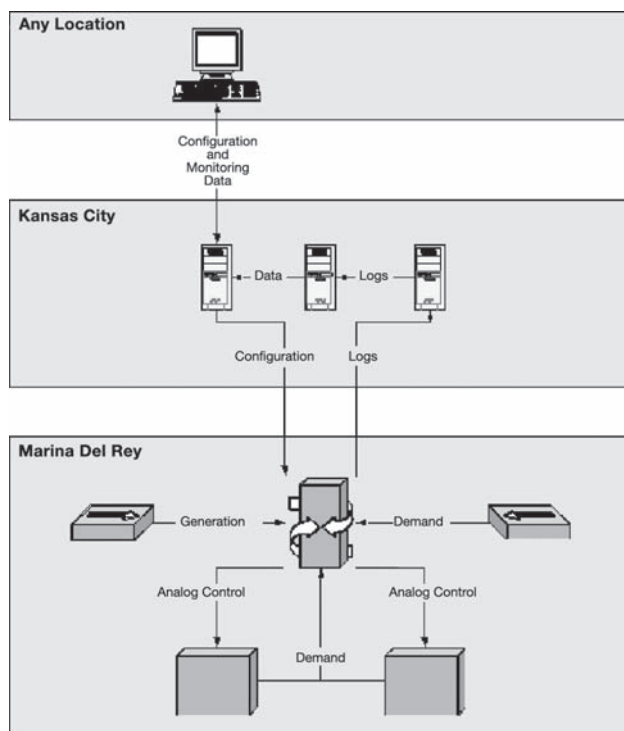 Any Location
Configuration
and
Monitoring
Data
Kansas City
Data
Logs
Configuration
Logs
Marina Del Rey
Generation
Demand
Analog Control
Analog Control
Demand